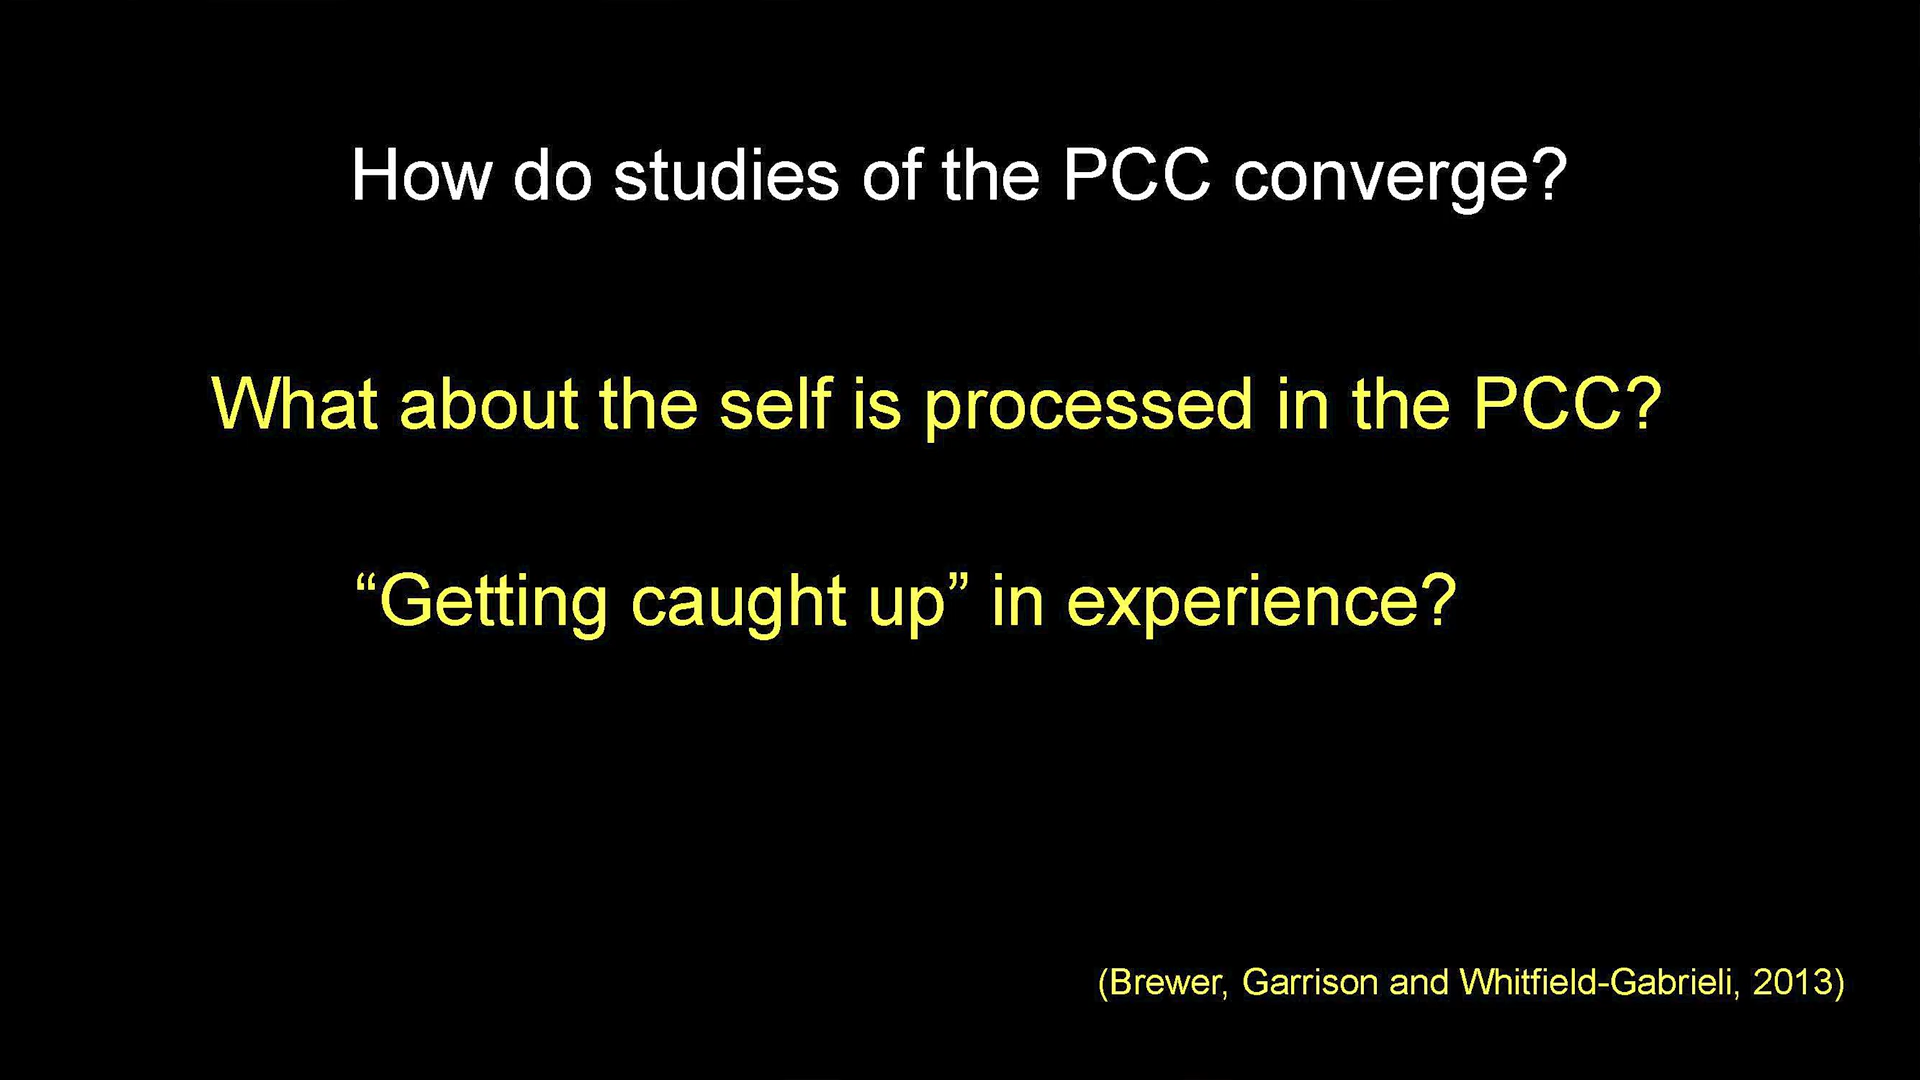 How do studies of the PCC converge?
What about the self is processed in the PCC?
“Getting caught up” in experience?
(Brewer, Garrison and Whitfield-Gabrieli, 2013)